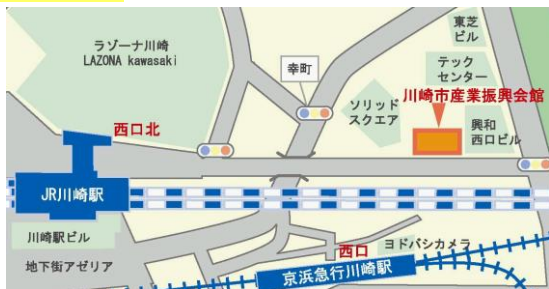 ラゾーナ川崎
LAZONA kawasaki
東芝
ビル
幸町
テック
センター
川崎市産業振興会館
ソリッド
スクエア
興和
西口ビル
西口北
JR川崎駅
川崎駅ビル
地下街アゼリア
西口
ヨドバシカメラ
京浜急行川崎駅